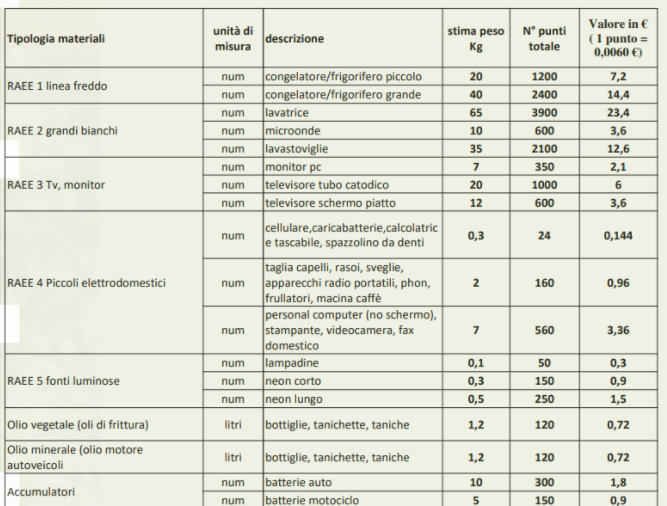 Tipologia materiali unità di misura descrizione stima peso Kg N° punti totale Valore in € ( 1 punto = 0,0060 €)
RAEE 1 linea freddo
num congelatore/frigorifero piccolo 20 1200 7,2
num congelatore/frigorifero grande 40 2400 14,4
RAEE 2 grandi bianchi
num lavatrice 65 3900 23,4
num microonde 10 600 3,6
num lavastoviglie 35 2100 12,6
RAEE 3 Tv, monitor
num monitor pc 7 350 2,1
num televisore tubo catodico 20 1000 6
num televisore schermo piatto 12 600 3,6
RAEE 4 Piccoli elettrodomestici
num cellulare,caricabatterie,calcolatric
e tascabile, spazzolino da denti 0,3 24 0,144
num taglia capelli, rasoi, sveglie,
apparecchi radio portatili, phon,
frullatori, macina caffè 2 160 0,96
num personal computer (no schermo),
stampante, videocamera, fax
domestico 7 560 3,36
RAEE 5 fonti luminose
num lampadine 0,1 50 0,3
num neon corto 0,3 150 0,9
num neon lungo 0,5 250 1,5
Olio vegetale (oli di frittura) litri bottiglie, tanichette, taniche 1,2 120 0,72
Olio minerale (olio motore
autoveicoli litri bottiglie, tanichette, taniche 1,2 120 0,72
Accumulatori
num batterie auto 10 300 1,8
num batterie motociclo 5 150 0,9